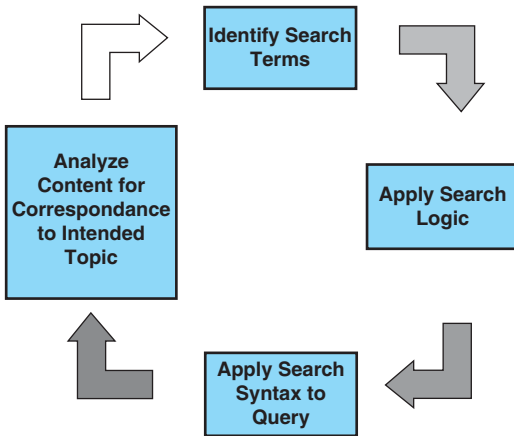 Identify Search
Terms
Apply Search
Logic
Apply Search
Syntax to
Query
Analyze
Content for
Correspondance
to Intended
Topic